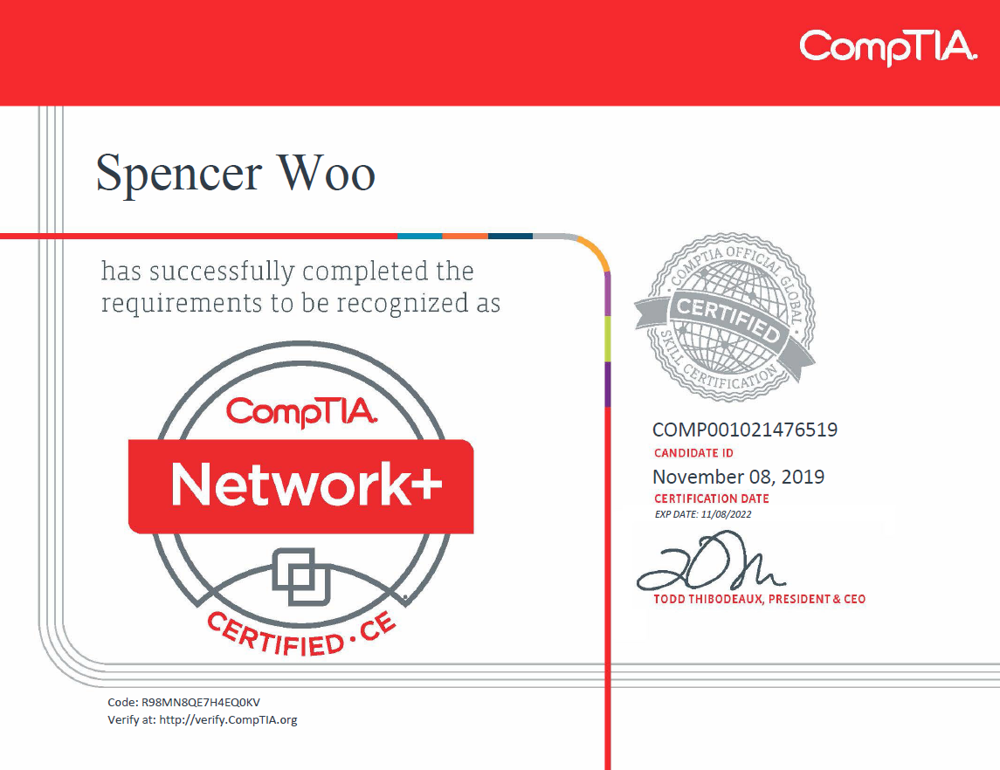 CompTIA.
Spencer Woo
has successfully completed the
requirements to be recognized as
CompTIA.
Network+
CERTIFIED · CE
· COMPTIA OFFICIAL GLOBAL ·
CERTIFIED
SKILL CERTIFICATION
COMP001021476519
CANDIDATE ID
November 08, 2019
CERTIFICATION DATE
EXP DATE: 11/08/2022
TODD THIBODEAUX, PRESIDENT & CEO
Code: R98MN8QE7H4EQ0KV
Verify at: http://verify.CompTIA.org